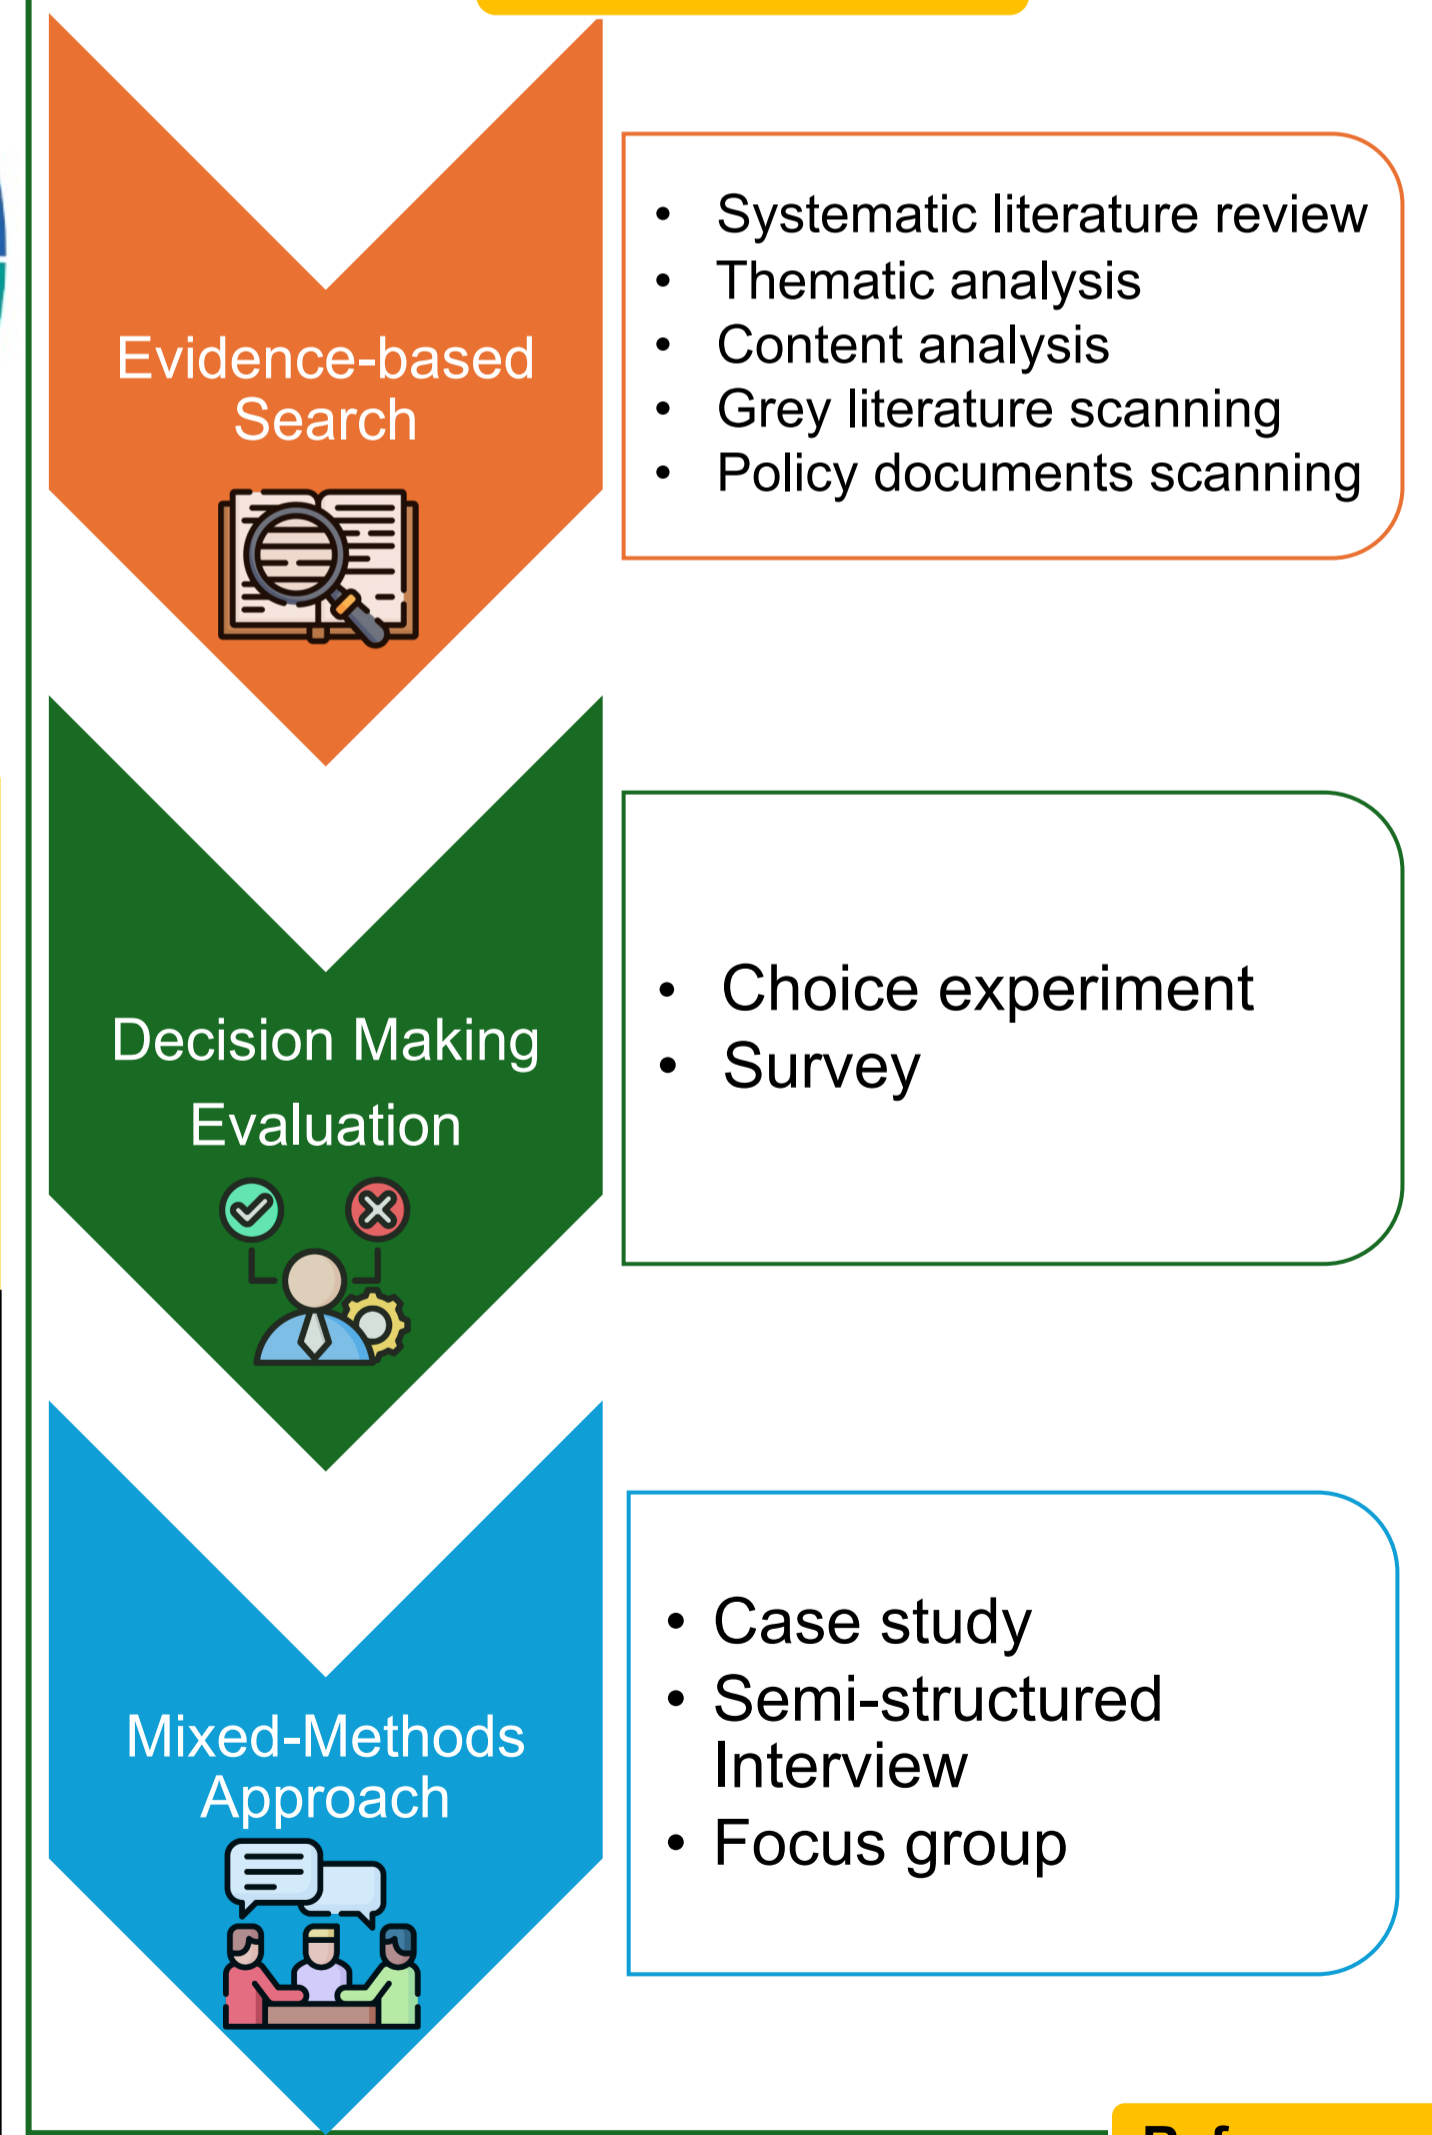 Evidence-based
Search
• Systematic literature review
• Thematic analysis
• Content analysis
• Grey literature scanning
• Policy documents scanning
Decision Making
Evaluation
• Choice experiment
• Survey
Mixed-Methods
Approach
• Case study
• Semi-structured
Interview
• Focus group